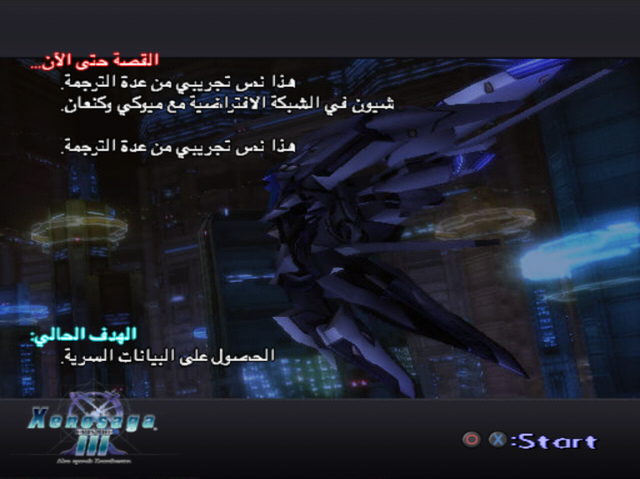 القصة حتى الآن...
هذا نص تجريبي من عدة الترجمة.
شيون في الشبكة الافتراضية مع ميوكي وكنعان.
هذا نص تجريبي من عدة الترجمة.
الهدف الحالي:
الحصول على البيانات السرية.
Xenosaga
III
:Start